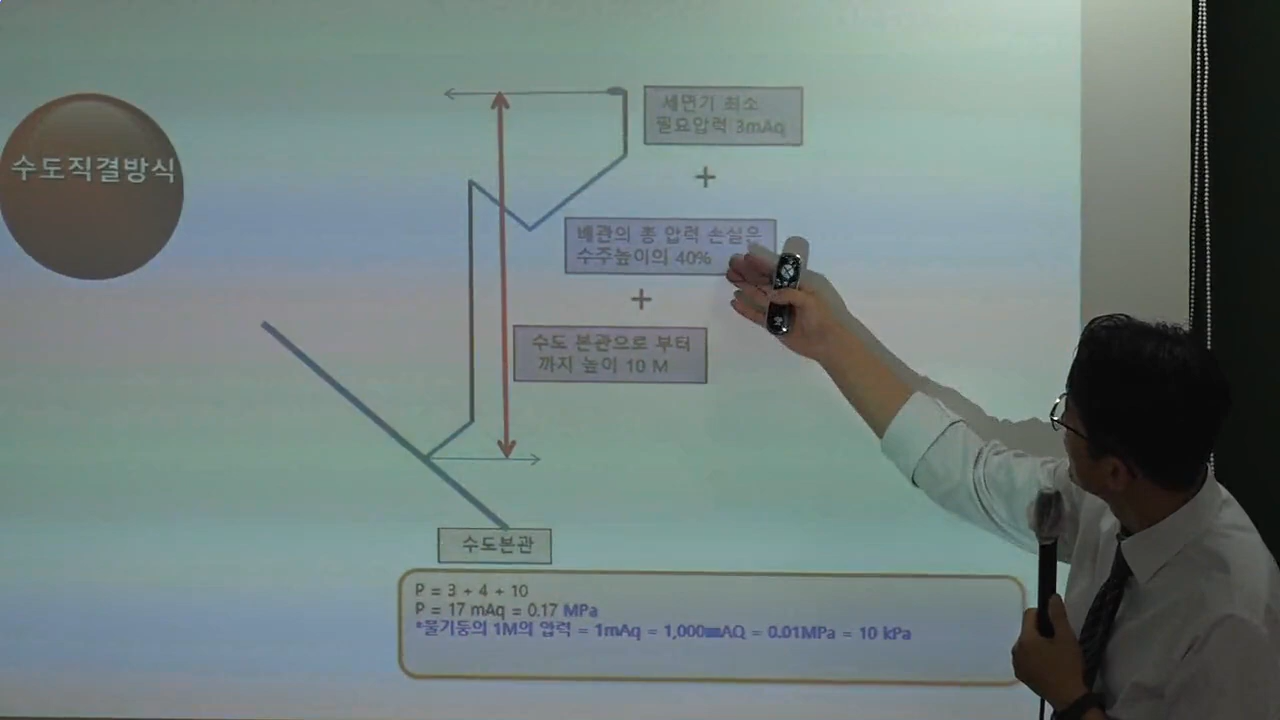 수도직결방식
세면기 최소
필요압력 3mAq
+
배관의 총 압력 손실은
수주높이의 40%
+
수도 본관으로 부터
까지 높이 10 M
수도본관
P = 3 + 4 + 10
P = 17 mAq = 0.17 MPa
*물기둥의 1M의 압력 = 1mAq = 1,000㎜AQ = 0.01MPa = 10 kPa